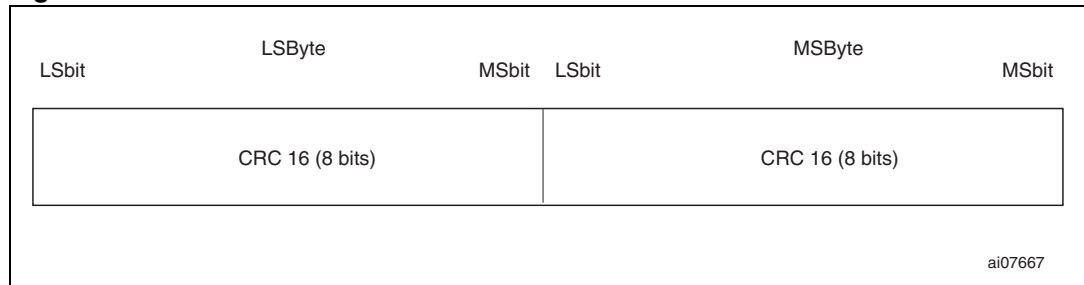 LSByte MSByte
LSbit MSbit LSbit MSbit
CRC 16 (8 bits) CRC 16 (8 bits)
ai07667